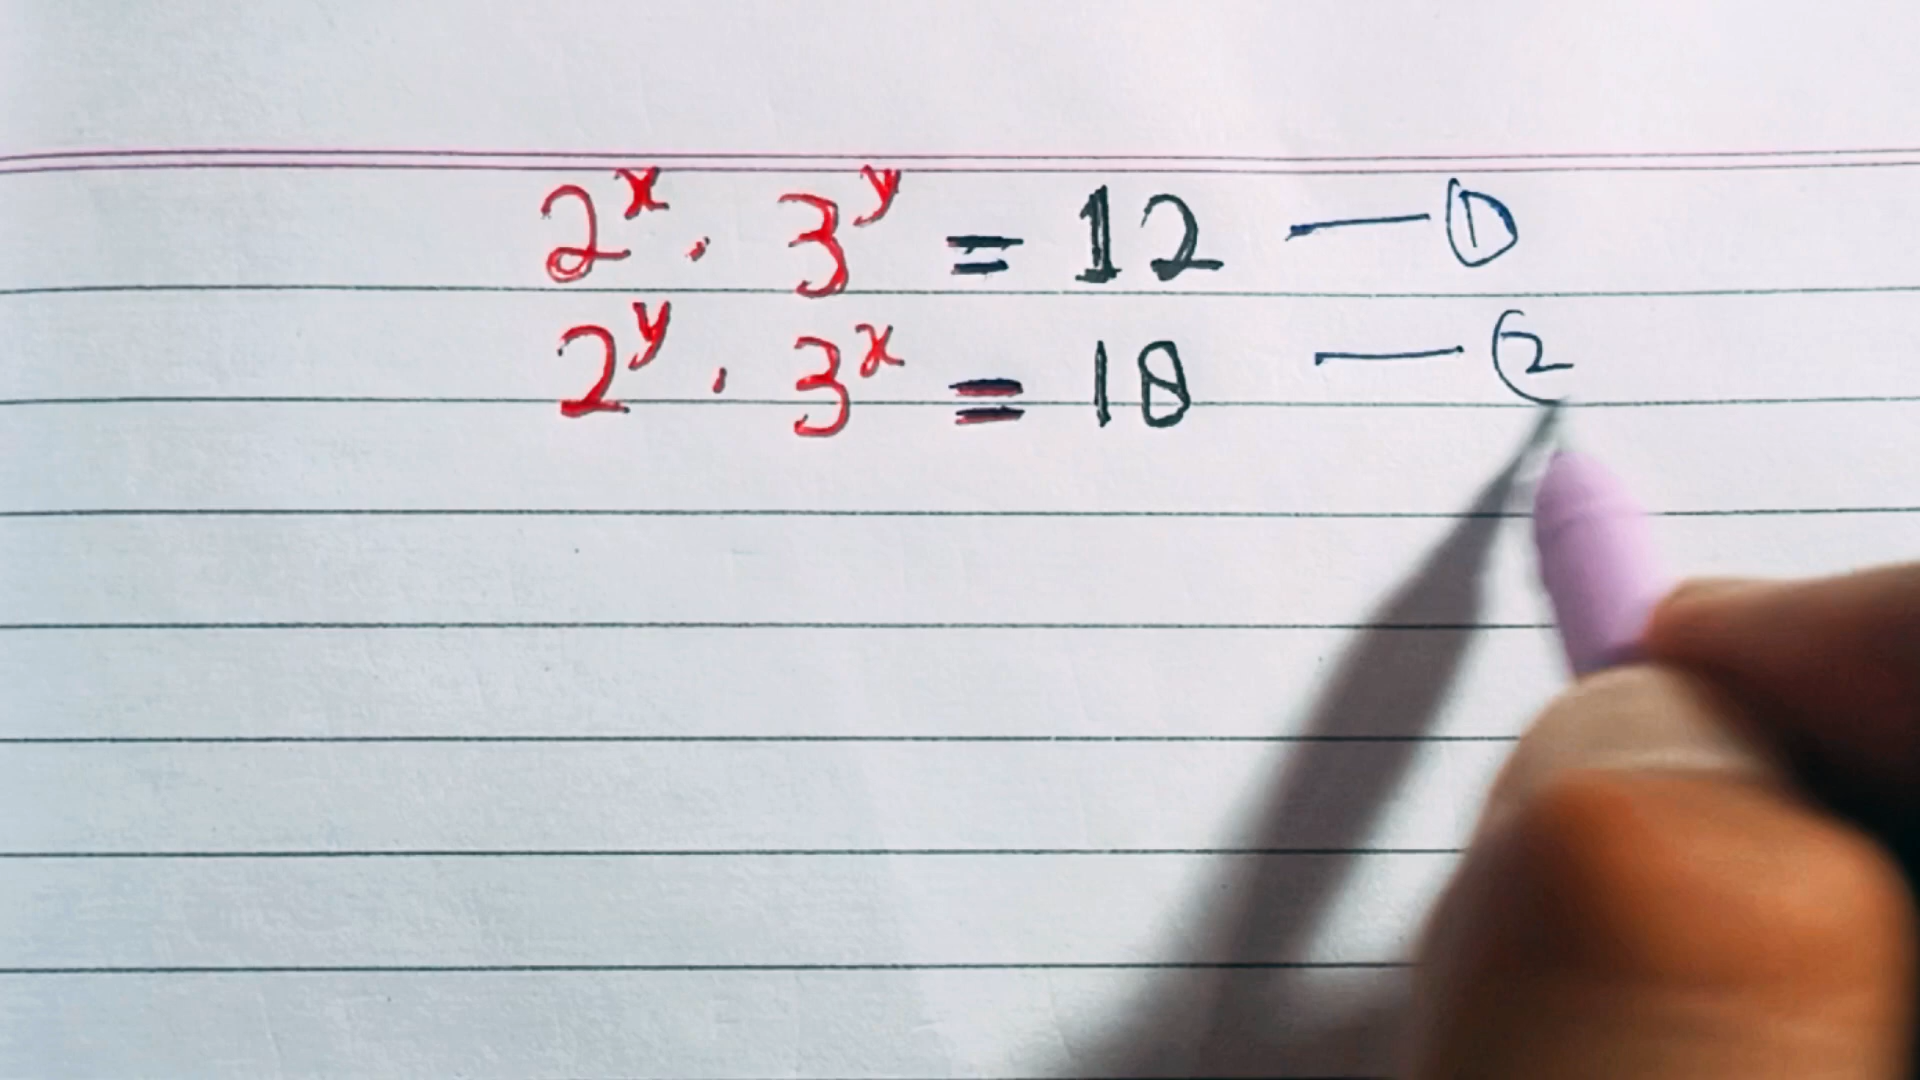 2^x · 3^y = 12 — ①
2^y · 3^x = 18 — ②